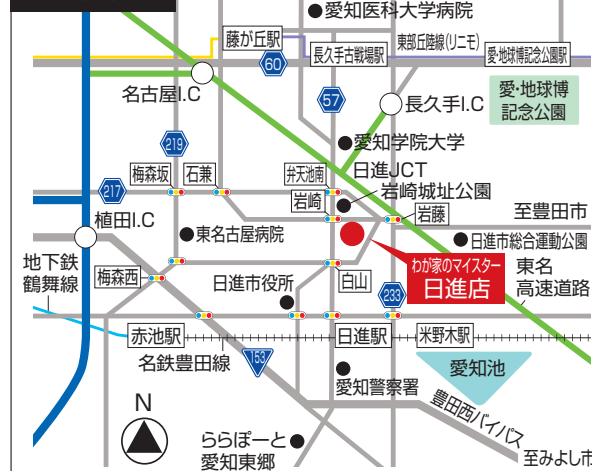 愛知医科大学病院
藤が丘駅
60
長久手古戦場駅
東部丘陸線(リニモ)
愛・地球博記念公園駅
名古屋I.C
57
長久手I.C
愛・地球博
記念公園
愛知学院大学
219
梅森坂
石兼
弁天池南
日進JCT
217
岩崎
岩崎城址公園
岩藤
至豊田市
植田I.C
東名古屋病院
日進市総合運動公園
わが家のマイスター
日進店
地下鉄
鶴舞線
梅森西
日進市役所
白山
233
東名
高速道路
赤池駅
日進駅
米野木駅
名鉄豊田線
153
愛知池
愛知警察署
豊田西バイパス
N
ららぽーと
愛知東郷
至みよし市